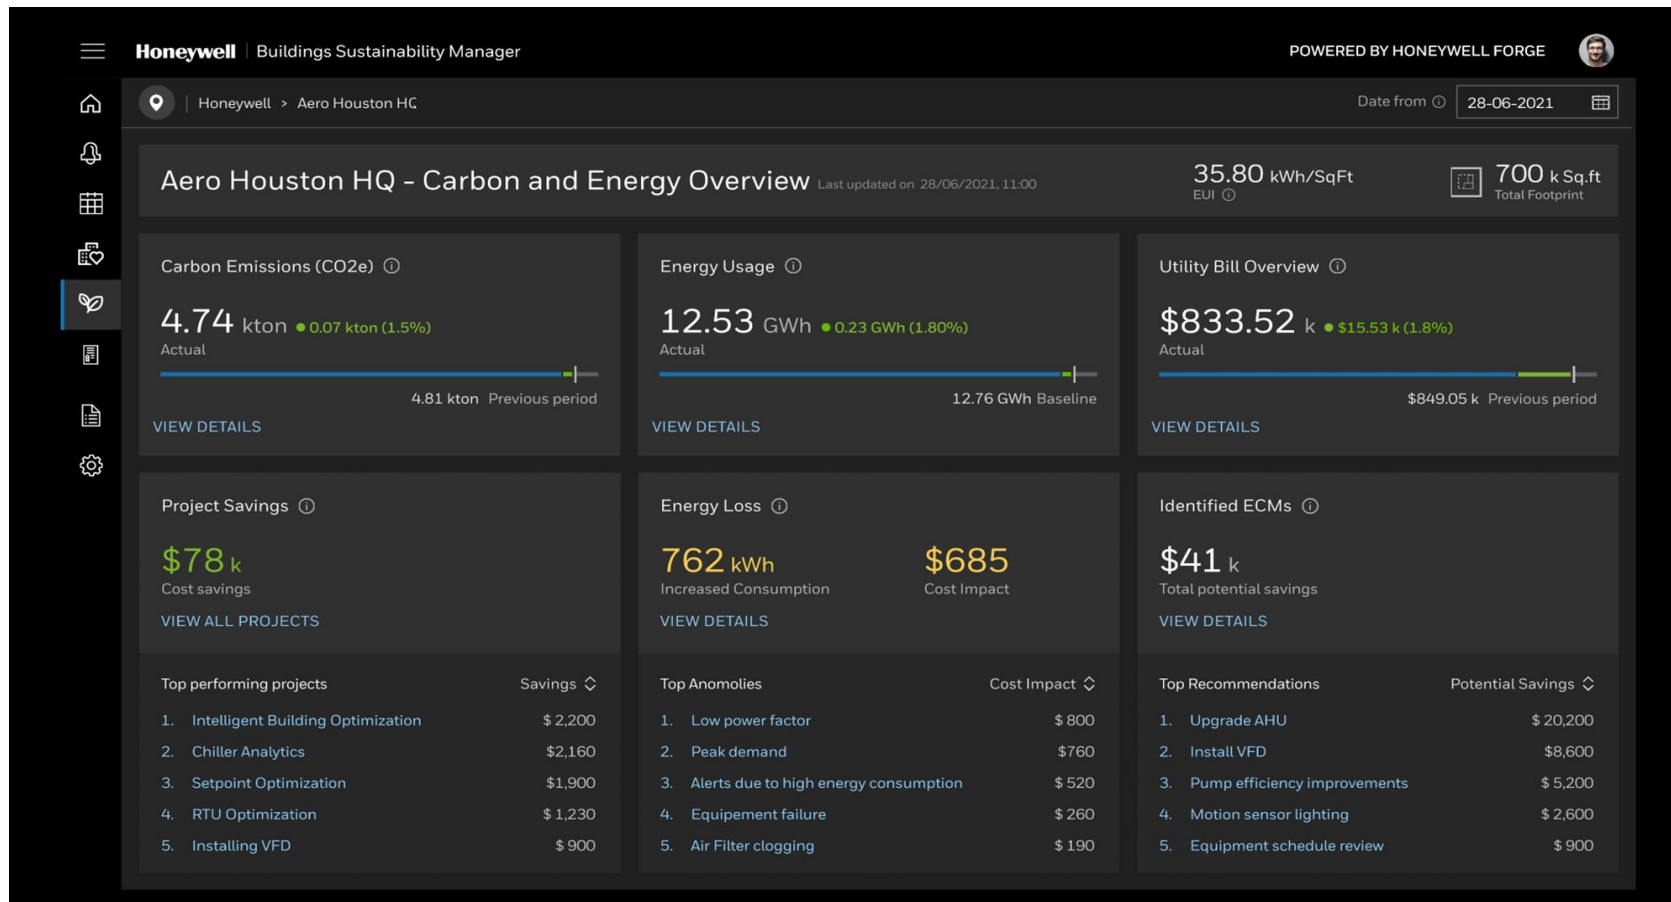 Honeywell | Buildings Sustainability Manager
POWERED BY HONEYWELL FORGE
Honeywell > Aero Houston HQ
Date from
28-06-2021
Aero Houston HQ - Carbon and Energy Overview Last updated on 28/06/2021, 11:00
35.80 kWh/SqFt
EUI
700 k Sq.ft
Total Footprint
Carbon Emissions (CO2e)
4.74 kton 0.07 kton (1.5%)
Actual
4.81 kton Previous period
VIEW DETAILS
Energy Usage
12.53 GWh 0.23 GWh (1.80%)
Actual
12.76 GWh Baseline
VIEW DETAILS
Utility Bill Overview
$833.52 k $15.53 k (1.8%)
Actual
$849.05 k Previous period
VIEW DETAILS
Project Savings
$78 k
Cost savings
VIEW ALL PROJECTS
Top performing projects Savings
1. Intelligent Building Optimization $ 2,200
2. Chiller Analytics $2,160
3. Setpoint Optimization $1,900
4. RTU Optimization $ 1,230
5. Installing VFD $ 900
Energy Loss
762 kWh $685
Increased Consumption Cost Impact
VIEW DETAILS
Top Anomolies Cost Impact
1. Low power factor $ 800
2. Peak demand $760
3. Alerts due to high energy consumption $ 520
4. Equipement failure $ 260
5. Air Filter clogging $ 190
Identified ECMs
$41 k
Total potential savings
VIEW DETAILS
Top Recommendations Potential Savings
1. Upgrade AHU $ 20,200
2. Install VFD $8,600
3. Pump efficiency improvements $ 5,200
4. Motion sensor lighting $ 2,600
5. Equipment schedule review $ 900